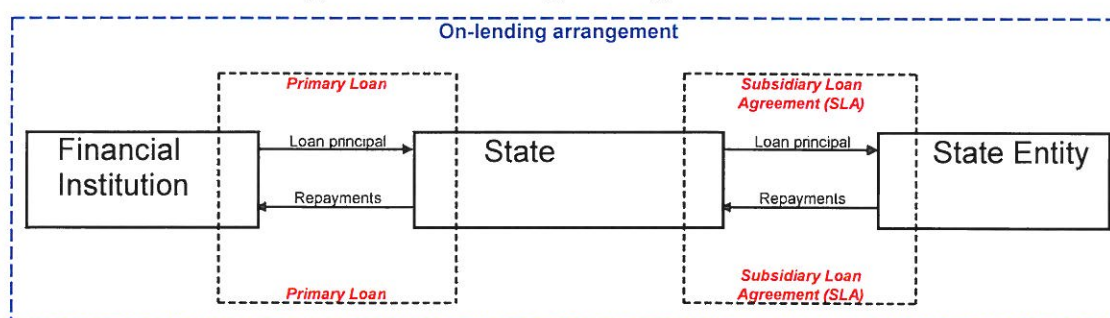 On-lending arrangement
Primary Loan
Subsidiary Loan
Agreement (SLA)
Financial
Institution
Loan principal
State
Loan principal
State Entity
Repayments
Repayments
Primary Loan
Subsidiary Loan
Agreement (SLA)